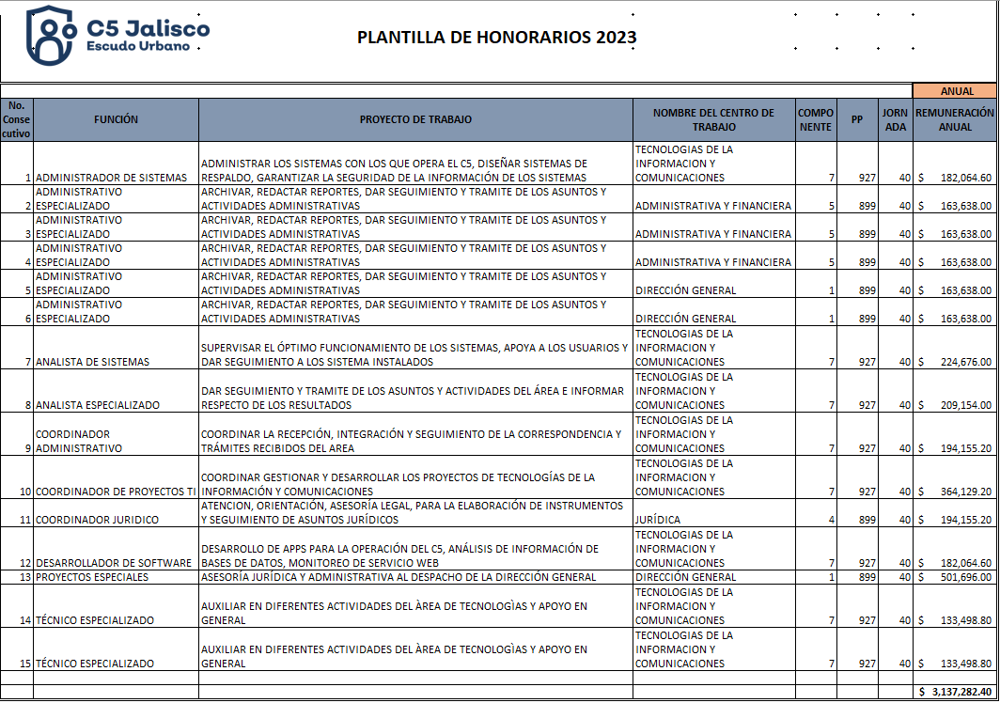 C5 Jalisco
Escudo Urbano
PLANTILLA DE HONORARIOS 2023
ANUAL
No. Conse cutivo FUNCIÓN PROYECTO DE TRABAJO NOMBRE DEL CENTRO DE TRABAJO COMPO NENTE PP JORN ADA REMUNERACIÓN ANUAL
1 ADMINISTRADOR DE SISTEMAS ADMINISTRAR LOS SISTEMAS CON LOS QUE OPERA EL C5, DISEÑAR SISTEMAS DE RESPALDO, GARANTIZAR LA SEGURIDAD DE LA INFORMACIÓN DE LOS SISTEMAS TECNOLOGIAS DE LA INFORMACION Y COMUNICACIONES 7 927 40 $ 182,064.60
2 ADMINISTRATIVO ESPECIALIZADO ARCHIVAR, REDACTAR REPORTES, DAR SEGUIMIENTO Y TRAMITE DE LOS ASUNTOS Y ACTIVIDADES ADMINISTRATIVAS ADMINISTRATIVA Y FINANCIERA 5 899 40 $ 163,638.00
3 ADMINISTRATIVO ESPECIALIZADO ARCHIVAR, REDACTAR REPORTES, DAR SEGUIMIENTO Y TRAMITE DE LOS ASUNTOS Y ACTIVIDADES ADMINISTRATIVAS ADMINISTRATIVA Y FINANCIERA 5 899 40 $ 163,638.00
4 ADMINISTRATIVO ESPECIALIZADO ARCHIVAR, REDACTAR REPORTES, DAR SEGUIMIENTO Y TRAMITE DE LOS ASUNTOS Y ACTIVIDADES ADMINISTRATIVAS ADMINISTRATIVA Y FINANCIERA 5 899 40 $ 163,638.00
5 ADMINISTRATIVO ESPECIALIZADO ARCHIVAR, REDACTAR REPORTES, DAR SEGUIMIENTO Y TRAMITE DE LOS ASUNTOS Y ACTIVIDADES ADMINISTRATIVAS DIRECCIÓN GENERAL 1 899 40 $ 163,638.00
6 ADMINISTRATIVO ESPECIALIZADO ARCHIVAR, REDACTAR REPORTES, DAR SEGUIMIENTO Y TRAMITE DE LOS ASUNTOS Y ACTIVIDADES ADMINISTRATIVAS DIRECCIÓN GENERAL 1 899 40 $ 163,638.00
7 ANALISTA DE SISTEMAS SUPERVISAR EL ÓPTIMO FUNCIONAMIENTO DE LOS SISTEMAS, APOYA A LOS USUARIOS Y DAR SEGUIMIENTO A LOS SISTEMA INSTALADOS TECNOLOGIAS DE LA INFORMACION Y COMUNICACIONES 7 927 40 $ 224,676.00
8 ANALISTA ESPECIALIZADO DAR SEGUIMIENTO Y TRAMITE DE LOS ASUNTOS Y ACTIVIDADES DEL ÁREA E INFORMAR RESPECTO DE LOS RESULTADOS TECNOLOGIAS DE LA INFORMACION Y COMUNICACIONES 7 927 40 $ 209,154.00
9 COORDINADOR ADMINISTRATIVO COORDINAR LA RECEPCIÓN, INTEGRACIÓN Y SEGUIMIENTO DE LA CORRESPONDENCIA Y TRÁMITES RECIBIDOS DEL AREA TECNOLOGIAS DE LA INFORMACION Y COMUNICACIONES 7 927 40 $ 194,155.20
10 COORDINADOR DE PROYECTOS TI COORDINAR GESTIONAR Y DESARROLLAR LOS PROYECTOS DE TECNOLOGÍAS DE LA INFORMACIÓN Y COMUNICACIONES TECNOLOGIAS DE LA INFORMACION Y COMUNICACIONES 7 927 40 $ 364,129.20
11 COORDINADOR JURIDICO ATENCION, ORIENTACIÓN, ASESORÍA LEGAL, PARA LA ELABORACIÓN DE INSTRUMENTOS Y SEGUIMIENTO DE ASUNTOS JURÍDICOS JURÍDICA 4 899 40 $ 194,155.20
12 DESARROLLADOR DE SOFTWARE DESARROLLO DE APPS PARA LA OPERACIÓN DEL C5, ANÁLISIS DE INFORMACIÓN DE BASES DE DATOS, MONITOREO DE SERVICIO WEB TECNOLOGIAS DE LA INFORMACION Y COMUNICACIONES 7 927 40 $ 182,064.60
13 PROYECTOS ESPECIALES ASESORÍA JURÍDICA Y ADMINISTRATIVA AL DESPACHO DE LA DIRECCIÓN GENERAL DIRECCIÓN GENERAL 1 899 40 $ 501,696.00
14 TÉCNICO ESPECIALIZADO AUXILIAR EN DIFERENTES ACTIVIDADES DEL ÀREA DE TECNOLOGÌAS Y APOYO EN GENERAL TECNOLOGIAS DE LA INFORMACION Y COMUNICACIONES 7 927 40 $ 133,498.80
15 TÉCNICO ESPECIALIZADO AUXILIAR EN DIFERENTES ACTIVIDADES DEL ÀREA DE TECNOLOGÌAS Y APOYO EN GENERAL TECNOLOGIAS DE LA INFORMACION Y COMUNICACIONES 7 927 40 $ 133,498.80
$ 3,137,282.40